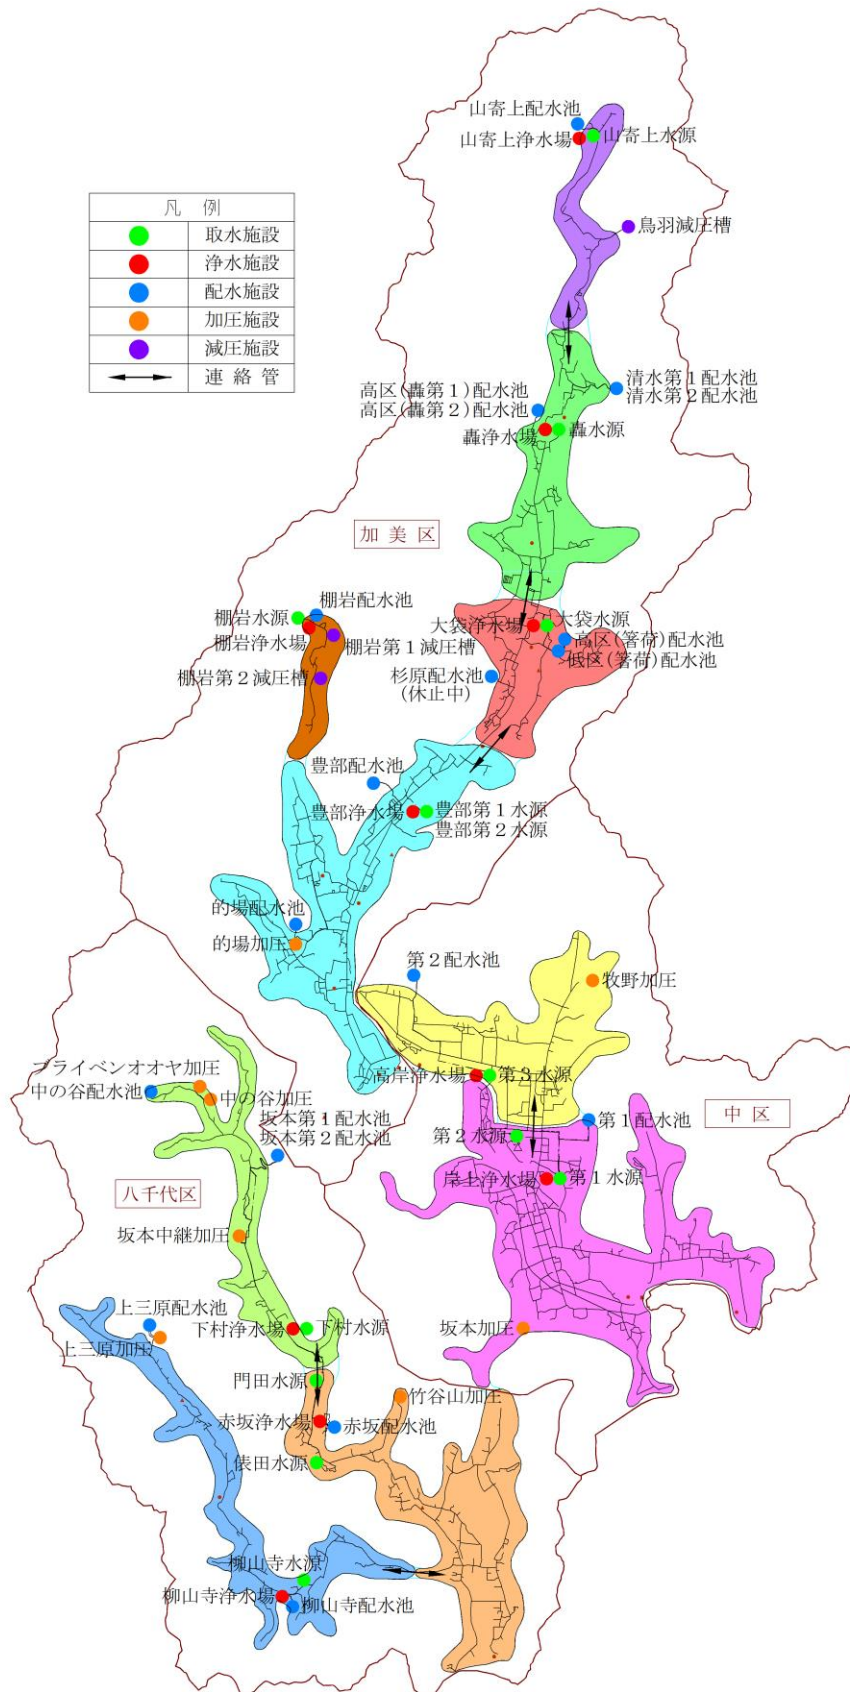 山寄上配水池
山寄上浄水場
山寄上水源
凡 例
取水施設
浄水施設
配水施設
加圧施設
減圧施設
連 絡 管
鳥羽減圧槽
清水第1配水池
清水第2配水池
高区(轟第1)配水池
高区(轟第2)配水池
轟浄水場
轟水源
加 美 区
棚岩配水池
棚岩水源
棚岩浄水場
棚岩第1減圧槽
棚岩第2減圧槽
大袋浄水場
大袋水源
高区(箸荷)配水池
低区(箸荷)配水池
杉原配水池
(休止中)
豊部配水池
豊部浄水場
豊部第1水源
豊部第2水源
的場配水池
的場加圧
第2配水池
牧野加圧
高岸浄水場
第3水源
ブライベンオオヤ加圧
中の谷配水池
中の谷加圧
坂本第1配水池
坂本第2配水池
第1配水池
中 区
第2水源
岸上浄水場
第1水源
八千代区
坂本中継加圧
上三原配水池
上三原加圧
下村浄水場
下村水源
坂本加圧
門田水源
竹谷山加圧
赤坂浄水場
赤坂配水池
俵田水源
柳山寺水源
柳山寺浄水場
柳山寺配水池